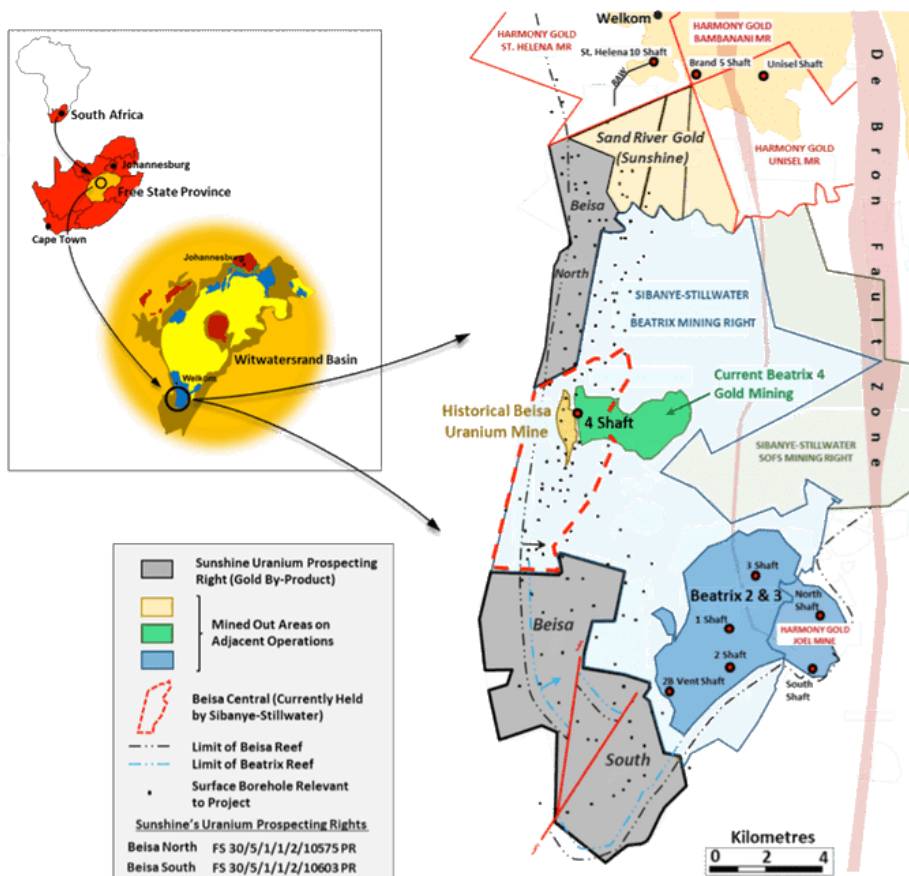 South Africa
Johannesburg
Free State Province
Cape Town
Johannesburg
Witwatersrand Basin
Welkom
Welkom
HARMONY GOLD
ST. HELENA MR
HARMONY GOLD
BAMBANANI MR
St. Helena 10 Shaft
Brand 5 Shaft
Unisel Shaft
Sand River Gold
(Sunshine)
HARMONY GOLD
UNISEL MR
De Bron Fault Zone
Beisa
North
SIBANYE-STILLWATER
BEATRIX MINING RIGHT
Current Beatrix 4
Gold Mining
Historical Beisa
Uranium Mine
4 Shaft
SIBANYE-STILLWATER
SOFS MINING RIGHT
3 Shaft
Beatrix 2 & 3
North
Shaft
1 Shaft
HARMONY GOLD
JOEL MINE
2 Shaft
2B Vent Shaft
South
Shaft
Beisa
South
Sunshine Uranium Prospecting
Right (Gold By-Product)
Mined Out Areas on
Adjacent Operations
Beisa Central (Currently Held
by Sibanye-Stillwater)
Limit of Beisa Reef
Limit of Beatrix Reef
Surface Borehole Relevant
to Project
Sunshine's Uranium Prospecting Rights
Beisa North FS 30/5/1/1/2/10575 PR
Beisa South FS 30/5/1/1/2/10603 PR
Kilometres
0 2 4